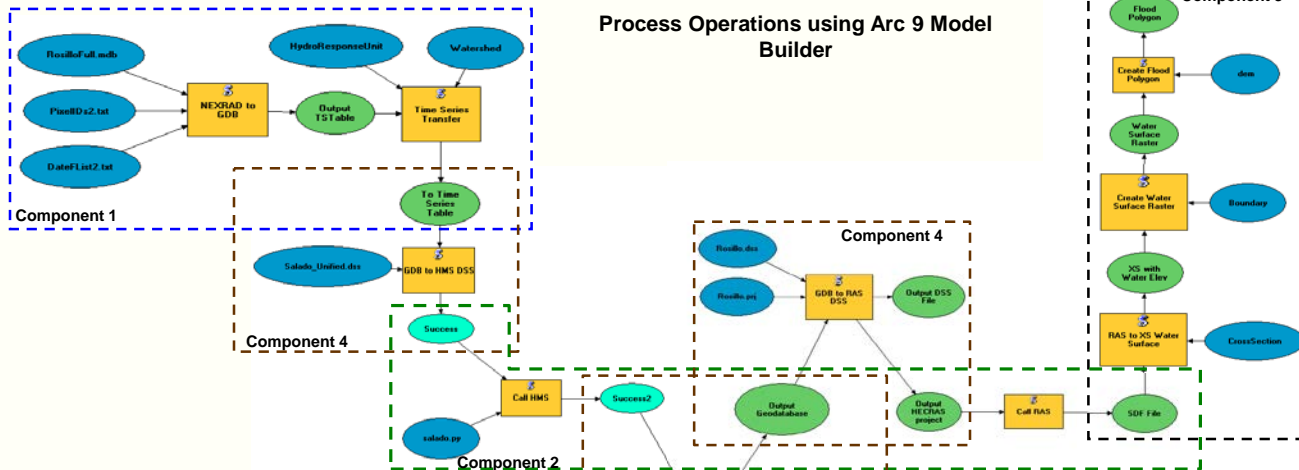 Process Operations using Arc 9 Model
Builder
RosilloFull.mdb
PixelIDs2.txt
DateFList2.txt
NEXRAD to
GDB
Output
TSTable
HydroResponseUnit
Watershed
Time Series
Transfer
Component 1
To Time
Series
Table
Salado_Unified.dss
GDB to HMS DSS
Success
Component 4
Call HMS
salado.py
Success2
Component 2
Component 4
Rosillo.dss
Rosillo.prj
GDB to RAS
DSS
Output DSS
File
Output
Geodatabase
Output
HECRAS
project
Call RAS
SDF File
RAS to XS Water
Surface
CrossSection
XS with
Water Elev
Create Water
Surface Raster
Boundary
Water
Surface
Raster
Create Flood
Polygon
dem
Flood
Polygon